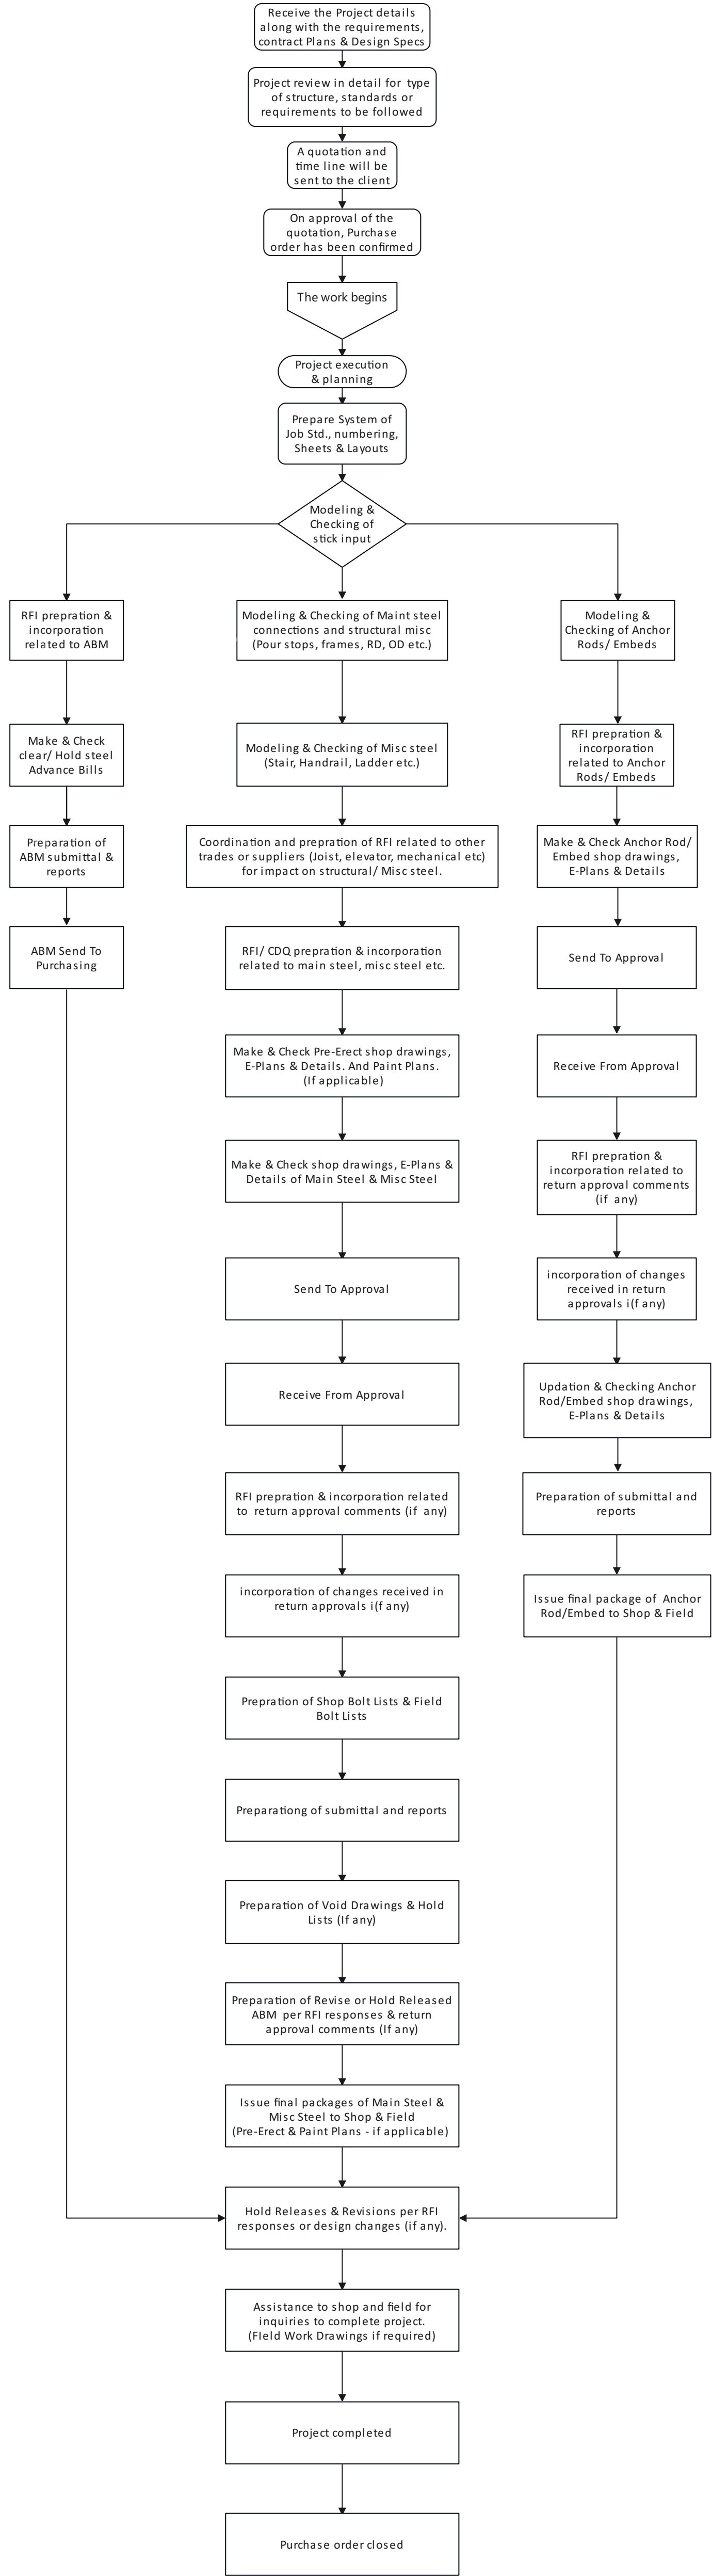 Receive the Project details
along with the requirements,
contract Plans & Design Specs
Project review in detail for type
of structure, standards or
requirements to be followed
A quotation and
time line will be
sent to the client
On approval of the
quotation, Purchase
order has been confirmed
The work begins
Project execution
& planning
Prepare System of
Job Std., numbering,
Sheets & Layouts
Modeling &
Checking of
stick input
RFI prepration &
incorporation
related to ABM
Make & Check
clear/ Hold steel
Advance Bills
Preparation of
ABM submittal &
reports
ABM Send To
Purchasing
Modeling & Checking of Maint steel
connections and structural misc
(Pour stops, frames, RD, OD etc.)
Modeling & Checking of Misc steel
(Stair, Handrail, Ladder etc.)
Coordination and prepration of RFI related to other
trades or suppliers (Joist, elevator, mechanical etc)
for impact on structural/ Misc steel.
RFI/ CDQ prepration & incorporation
related to main steel, misc steel etc.
Make & Check Pre-Erect shop drawings,
E-Plans & Details. And Paint Plans.
(If applicable)
Make & Check shop drawings, E-Plans &
Details of Main Steel & Misc Steel
Send To Approval
Receive From Approval
RFI prepration & incorporation related
to return approval comments (if any)
incorporation of changes received in
return approvals i(f any)
Prepration of Shop Bolt Lists & Field
Bolt Lists
Preparationg of submittal and reports
Preparation of Void Drawings & Hold
Lists (If any)
Preparation of Revise or Hold Released
ABM per RFI responses & return
approval comments (If any)
Issue final packages of Main Steel &
Misc Steel to Shop & Field
(Pre-Erect & Paint Plans - if applicable)
Modeling &
Checking of Anchor
Rods/ Embeds
RFI prepration &
incorporation
related to Anchor
Rods/ Embeds
Make & Check Anchor Rod/
Embed shop drawings,
E-Plans & Details
Send To Approval
Receive From Approval
RFI prepration &
incorporation related to
return approval comments
(if any)
incorporation of changes
received in return
approvals i(f any)
Updation & Checking Anchor
Rod/Embed shop drawings,
E-Plans & Details
Preparation of submittal and
reports
Issue final package of Anchor
Rod/Embed to Shop & Field
Hold Releases & Revisions per RFI
responses or design changes (if any).
Assistance to shop and field for
inquiries to complete project.
(FIeld Work Drawings if required)
Project completed
Purchase order closed